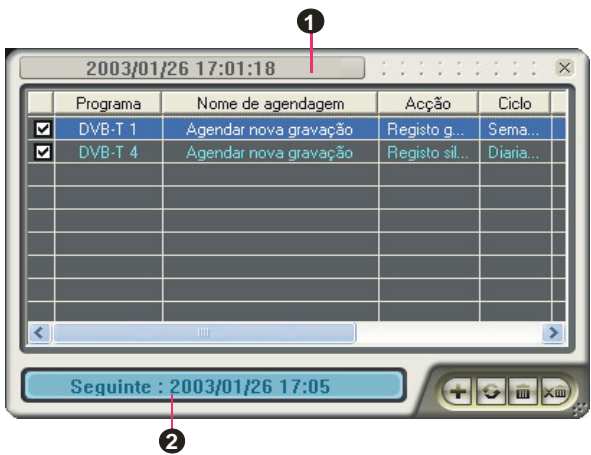 1
2003/01/26 17:01:18
Programa Nome de agendagem Acção Ciclo
DVB-T 1 Agendar nova gravação Registo g... Sema...
DVB-T 4 Agendar nova gravação Registo sil... Diaria...
Seguinte : 2003/01/26 17:05
2